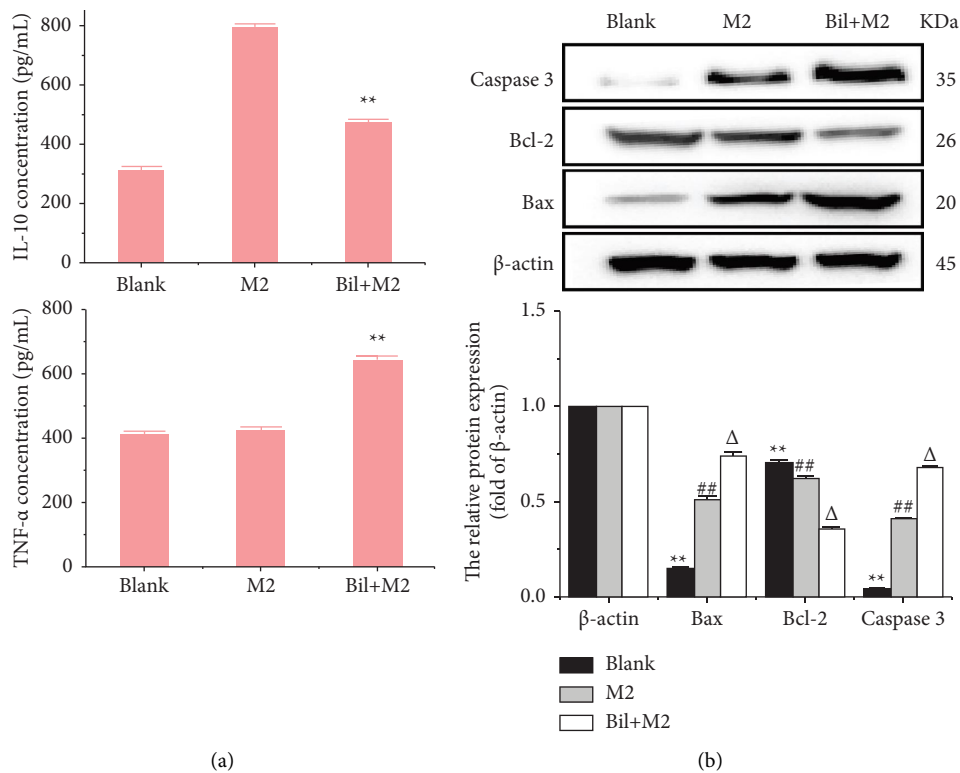 IL-10 concentration (pg/mL)
800
600
400
200
0
**
Blank M2 Bil+M2
TNF-α concentration (pg/mL)
800
600
400
200
0
**
Blank M2 Bil+M2
(a)
Blank M2 Bil+M2 KDa
Caspase 3 35
Bcl-2 26
Bax 20
β-actin 45
The relative protein expression
(fold of β-actin)
1.5
1.0
0.5
0.0
** ## Δ ** ## Δ ** ## Δ
β-actin Bax Bcl-2 Caspase 3
Blank
M2
Bil+M2
(b)